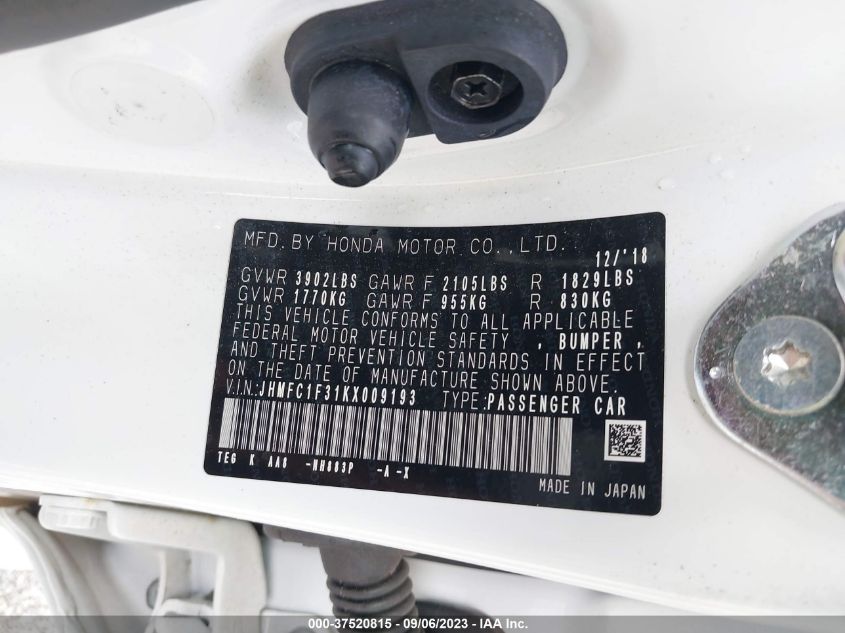 MFD. BY HONDA MOTOR CO., LTD.
12/'18
GVWR 3902LBS GAWR F 2105LBS R 1829LBS
GVWR 1770KG GAWR F 955KG R 830KG
THIS VEHICLE CONFORMS TO ALL APPLICABLE
FEDERAL MOTOR VEHICLE SAFETY , BUMPER ,
AND THEFT PREVENTION STANDARDS IN EFFECT
ON THE DATE OF MANUFACTURE SHOWN ABOVE.
V.I.N.:JHMFC1F31KX009193 TYPE:PASSENGER CAR
TEG K AA8 -NH883P -A -X
MADE IN JAPAN
000-37520815 - 09/06/2023 - IAA Inc.